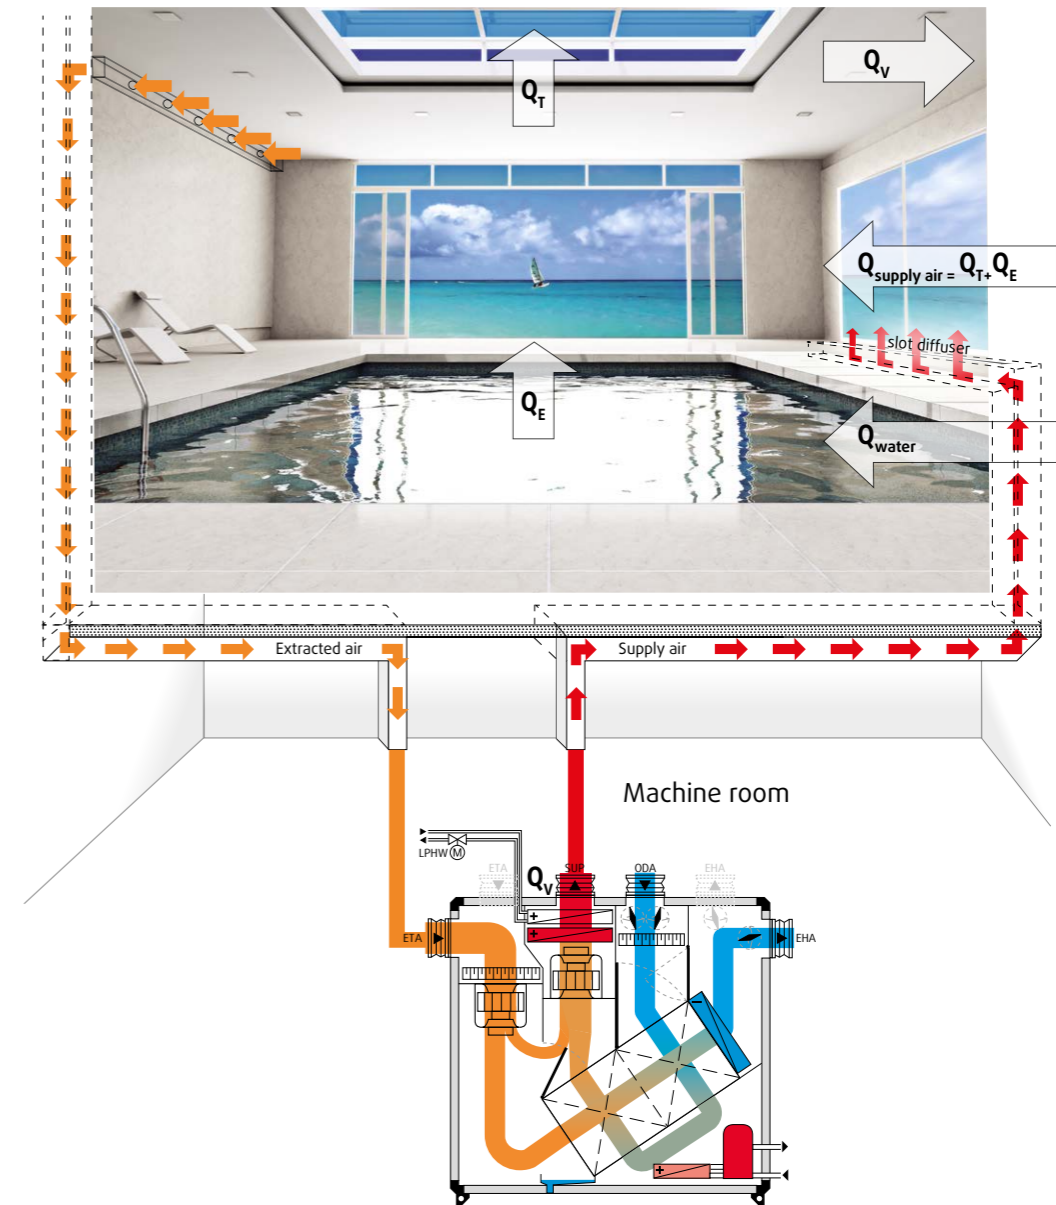 QT
QV
Qsupply air = QT+ QE
slot diffuser
QE
Qwater
Extracted air
Supply air
Machine room
LPHW
M
QV
ETA
SUP
ODA
EHA
ETA
EHA
+
+
−
+